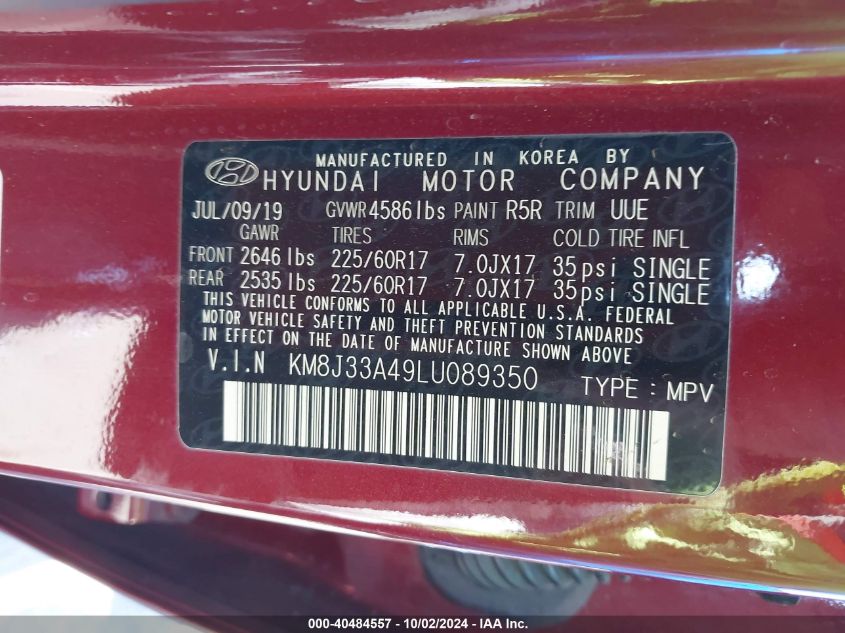 MANUFACTURED IN KOREA BY
HYUNDAI MOTOR COMPANY
JUL/09/19 GVWR 4586 lbs PAINT R5R TRIM UUE
GAWR TIRES RIMS COLD TIRE INFL
FRONT 2646 lbs 225/60R17 7.0JX17 35psi SINGLE
REAR 2535 lbs 225/60R17 7.0JX17 35psi SINGLE
THIS VEHICLE CONFORMS TO ALL APPLICABLE U.S.A. FEDERAL
MOTOR VEHICLE SAFETY AND THEFT PREVENTION STANDARDS
IN EFFECT ON THE DATE OF MANUFACTURE SHOWN ABOVE
V.I.N KM8J33A49LU089350 TYPE : MPV
000-40484557 - 10/02/2024 - IAA Inc.